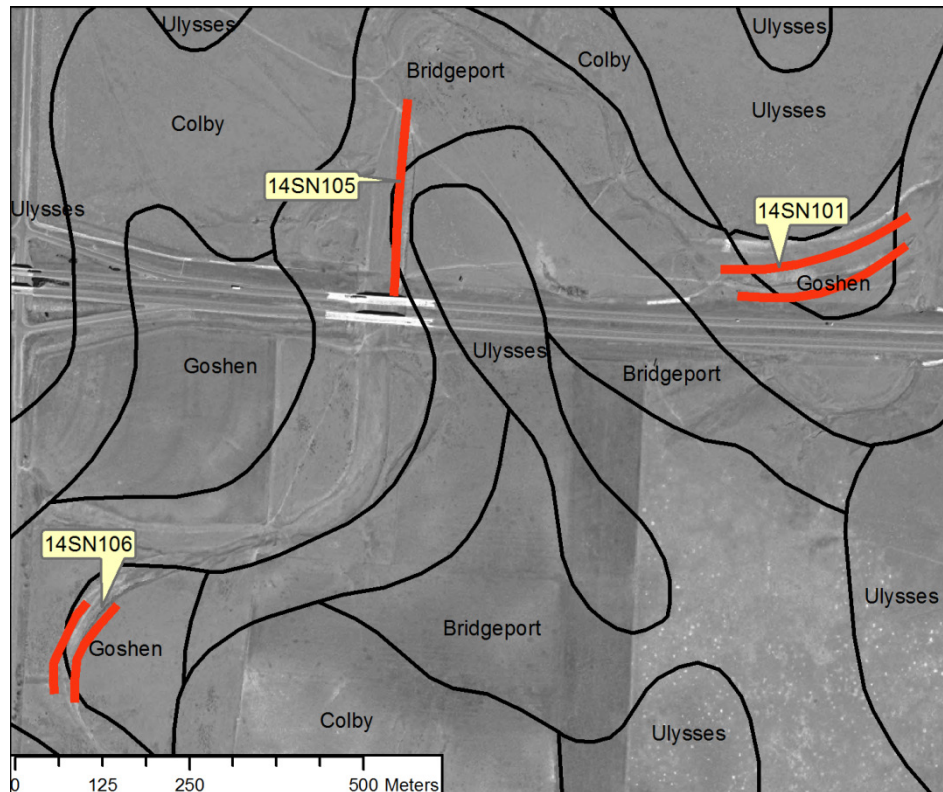 Ulysses
Ulysses
Colby
Bridgeport
Colby
Ulysses
14SN105
Ulysses
14SN101
Goshen
Goshen
Ulysses
Bridgeport
14SN106
Ulysses
Bridgeport
Goshen
Colby
Ulysses
0 125 250 500 Meters